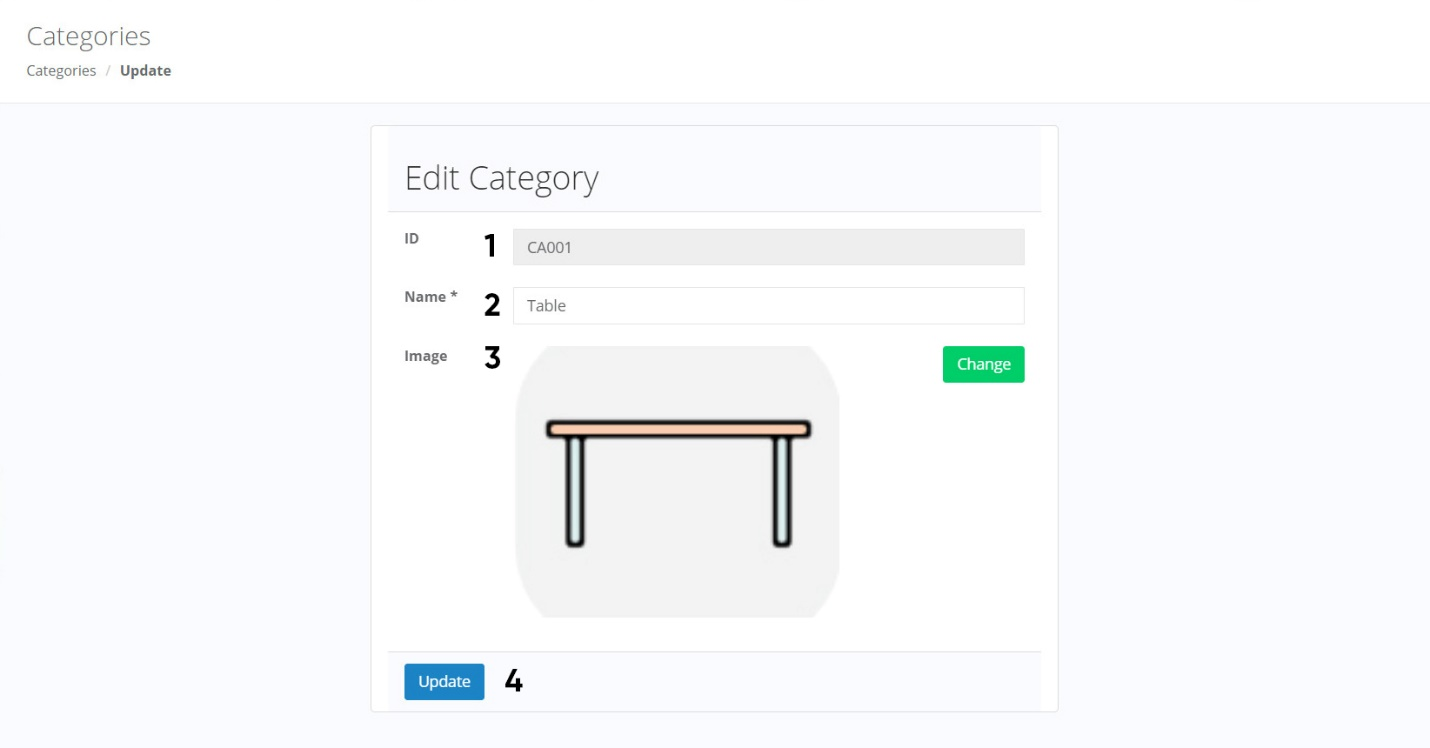 Categories
Categories / Update
Edit Category
ID 1 CA001
Name * 2 Table
Image 3 Change
Update 4